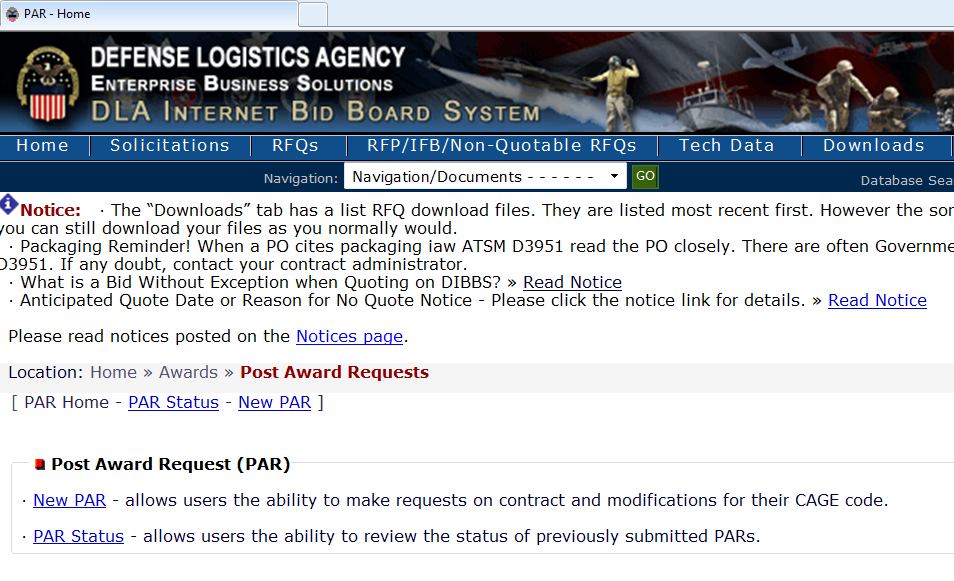 PAR - Home
DEFENSE LOGISTICS AGENCY
ENTERPRISE BUSINESS SOLUTIONS
DLA INTERNET BID BOARD SYSTEM
Home Solicitations RFQs RFP/IFB/Non-Quotable RFQs Tech Data Downloads
Navigation: Navigation/Documents - - - - - - GO Database Sea
Notice: · The “Downloads” tab has a list RFQ download files. They are listed most recent first. However the sor
you can still download your files as you normally would.
· Packaging Reminder! When a PO cites packaging iaw ATSM D3951 read the PO closely. There are often Governme
D3951. If any doubt, contact your contract administrator.
· What is a Bid Without Exception when Quoting on DIBBS? » Read Notice
· Anticipated Quote Date or Reason for No Quote Notice - Please click the notice link for details. » Read Notice
Please read notices posted on the Notices page.
Location: Home » Awards » Post Award Requests
[ PAR Home - PAR Status - New PAR ]
Post Award Request (PAR)
· New PAR - allows users the ability to make requests on contract and modifications for their CAGE code.
· PAR Status - allows users the ability to review the status of previously submitted PARs.